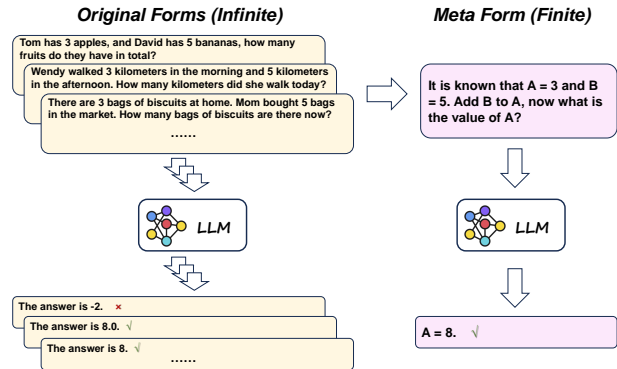 Original Forms (Infinite)
Meta Form (Finite)
Tom has 3 apples, and David has 5 bananas, how many
fruits do they have in total?
Wendy walked 3 kilometers in the morning and 5 kilometers
in the afternoon. How many kilometers did she walk today?
There are 3 bags of biscuits at home. Mom bought 5 bags
in the market. How many bags of biscuits are there now?
......
It is known that A = 3 and B
= 5. Add B to A, now what is
the value of A?
LLM
LLM
The answer is -2. ×
The answer is 8.0. √
The answer is 8. √
......
A = 8. √